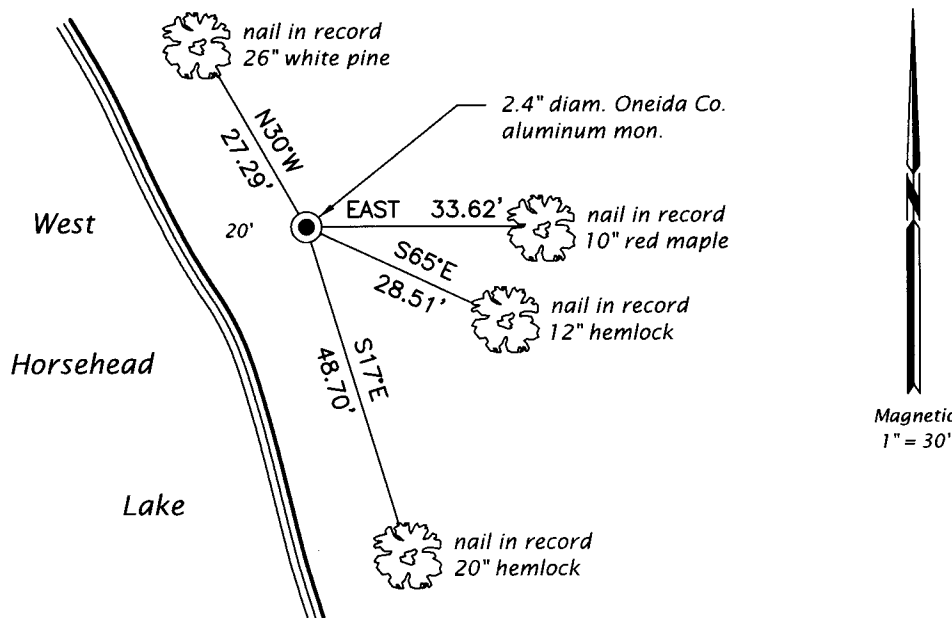 nail in record
26" white pine
2.4" diam. Oneida Co.
aluminum mon.
N30°W
27.29'
West
20'
EAST 33.62'
nail in record
10" red maple
N
S65°E
28.51'
nail in record
12" hemlock
Horsehead
S17°E
48.70'
Magnetic
1" = 30'
Lake
nail in record
20" hemlock